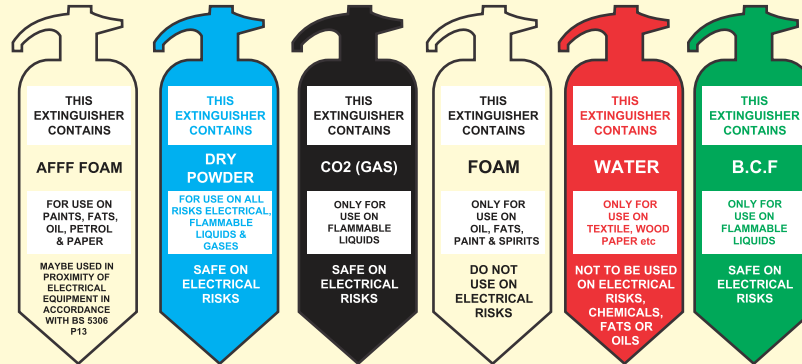 THIS
EXTINGUISHER
CONTAINS
AFFF FOAM
FOR USE ON
PAINTS, FATS,
OIL, PETROL
& PAPER
MAYBE USED IN
PROXIMITY OF
ELECTRICAL
EQUIPMENT IN
ACCORDANCE
WITH BS 5306
P13
THIS
EXTINGUISHER
CONTAINS
DRY
POWDER
FOR USE ON ALL
RISKS ELECTRICAL,
FLAMMABLE
LIQUIDS &
GASES
SAFE ON
ELECTRICAL
RISKS
THIS
EXTINGUISHER
CONTAINS
CO2 (GAS)
ONLY FOR
USE ON
FLAMMABLE
LIQUIDS
SAFE ON
ELECTRICAL
RISKS
THIS
EXTINGUISHER
CONTAINS
FOAM
ONLY FOR
USE ON
OIL, FATS,
PAINT & SPIRITS
DO NOT
USE ON
ELECTRICAL
RISKS
THIS
EXTINGUISHER
CONTAINS
WATER
ONLY FOR
USE ON
TEXTILE, WOOD
PAPER etc
NOT TO BE USED
ON ELECTRICAL
RISKS,
CHEMICALS,
FATS OR
OILS
THIS
EXTINGUISHER
CONTAINS
B.C.F
ONLY FOR
USE ON
FLAMMABLE
LIQUIDS
SAFE ON
ELECTRICAL
RISKS